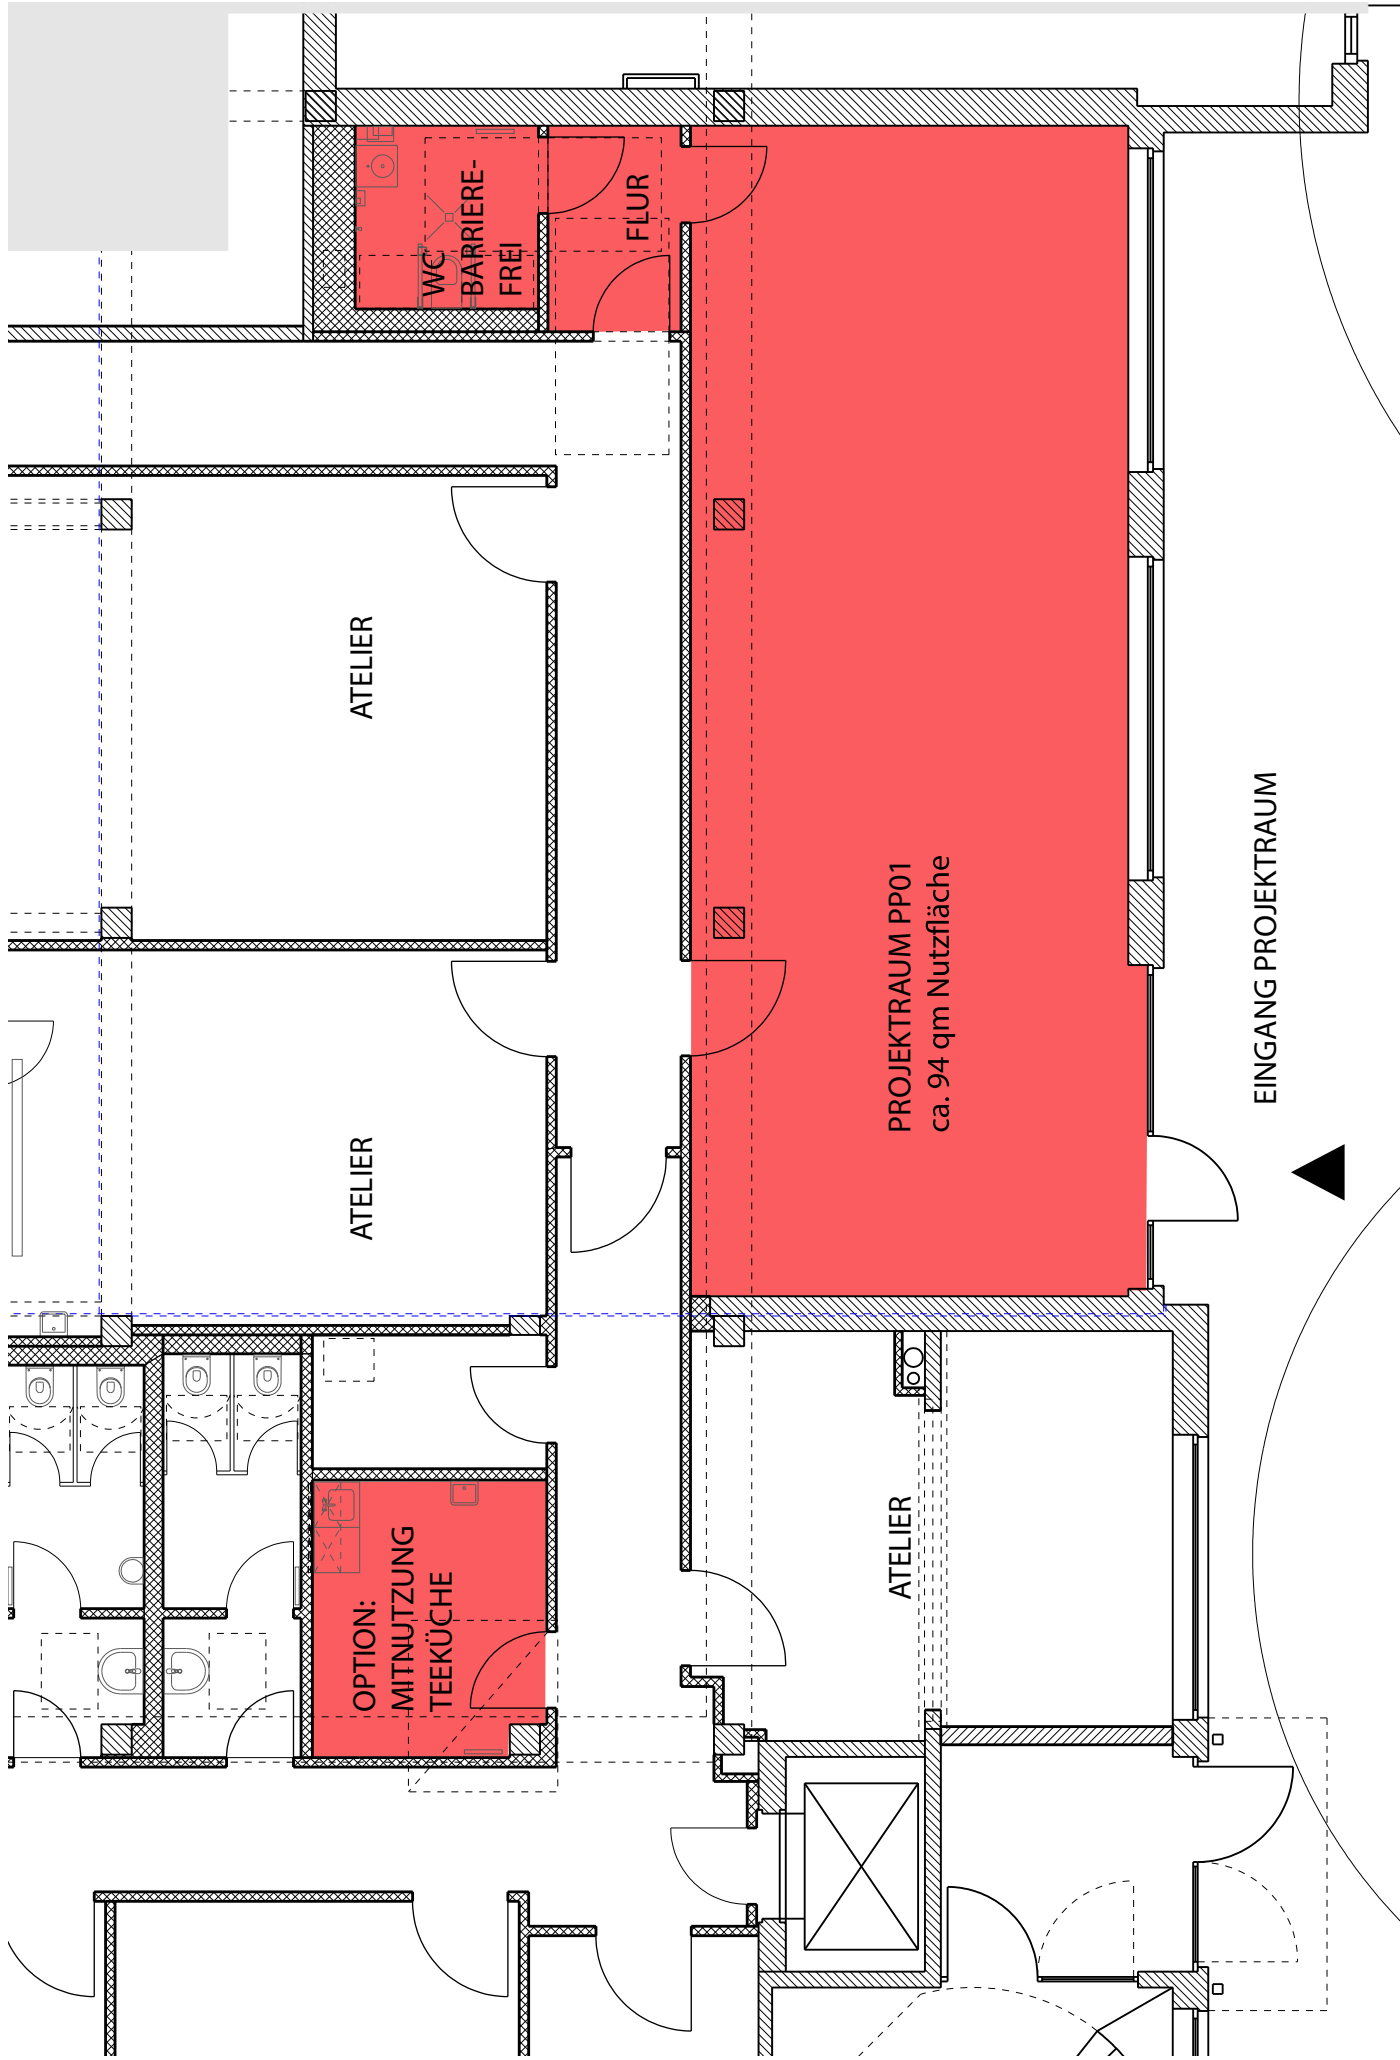 WC
BARRIERE-
FREI
FLUR
ATELIER
PROJEKTRAUM PP01
ca. 94 qm Nutzfläche
EINGANG PROJEKTRAUM
ATELIER
OPTION:
MITNUTZUNG
TEEKÜCHE
ATELIER